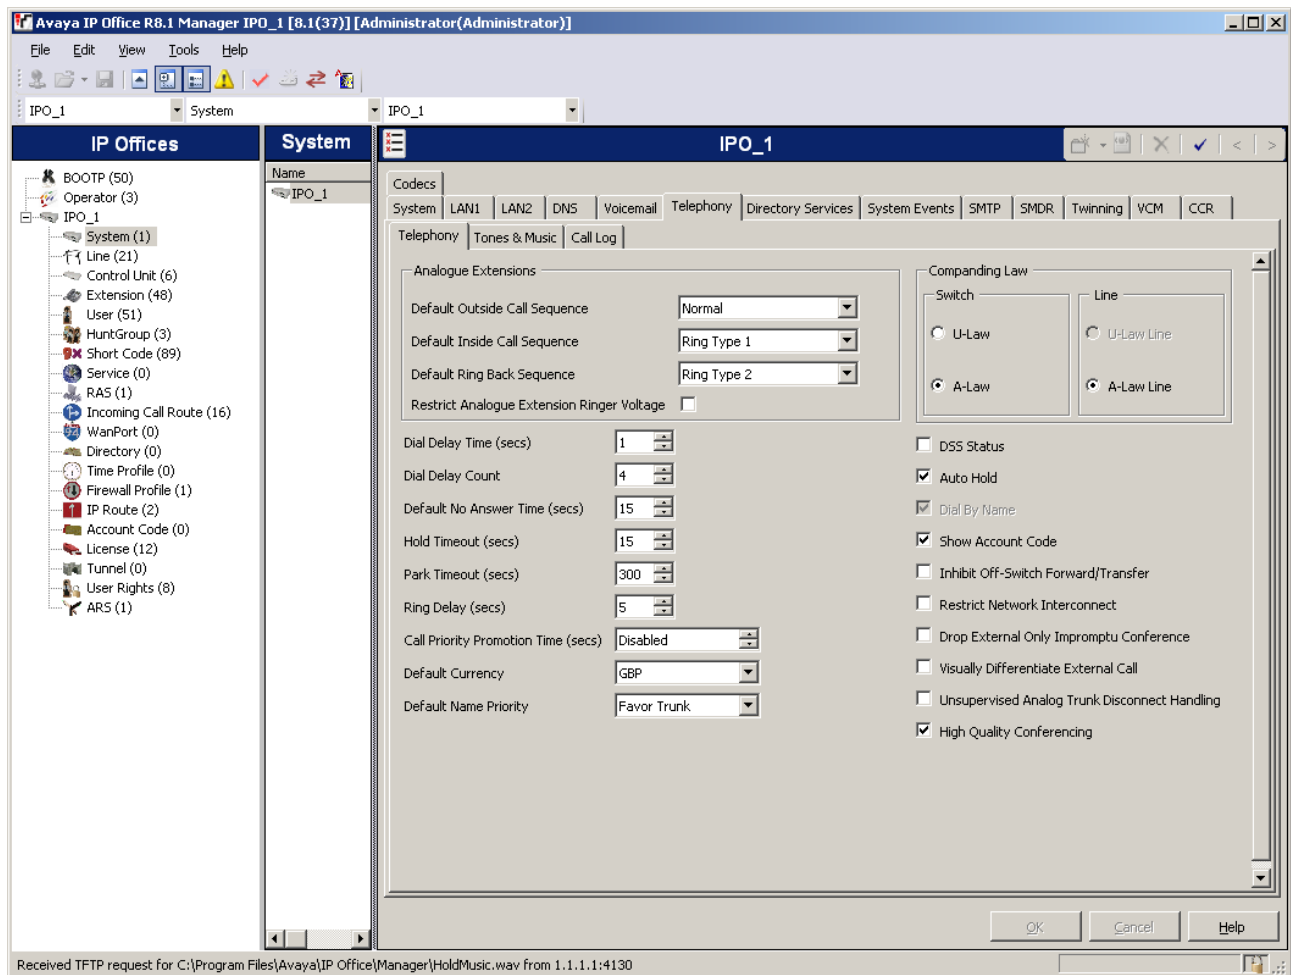 Avaya IP Office R8.1 Manager IPO_1 [8.1(37)] [Administrator(Administrator)]
File Edit View Tools Help
IPO_1 System IPO_1
IP Offices
BOOTP (50)
Operator (3)
IPO_1
System (1)
Line (21)
Control Unit (6)
Extension (48)
User (51)
HuntGroup (3)
Short Code (89)
Service (0)
RAS (1)
Incoming Call Route (16)
WanPort (0)
Directory (0)
Time Profile (0)
Firewall Profile (1)
IP Route (2)
Account Code (0)
License (12)
Tunnel (0)
User Rights (8)
ARS (1)
System
Name
IPO_1
IPO_1
Codecs
System LAN1 LAN2 DNS Voicemail Telephony Directory Services System Events SMTP SMDR Twinning VCM CCR
Telephony Tones & Music Call Log
Analogue Extensions
Default Outside Call Sequence Normal
Default Inside Call Sequence Ring Type 1
Default Ring Back Sequence Ring Type 2
Restrict Analogue Extension Ringer Voltage
Companding Law
Switch Line
U-Law U-Law Line
A-Law A-Law Line
Dial Delay Time (secs) 1
Dial Delay Count 4
Default No Answer Time (secs) 15
Hold Timeout (secs) 15
Park Timeout (secs) 300
Ring Delay (secs) 5
Call Priority Promotion Time (secs) Disabled
Default Currency GBP
Default Name Priority Favor Trunk
DSS Status
Auto Hold
Dial By Name
Show Account Code
Inhibit Off-Switch Forward/Transfer
Restrict Network Interconnect
Drop External Only Impromptu Conference
Visually Differentiate External Call
Unsupervised Analog Trunk Disconnect Handling
High Quality Conferencing
OK Cancel Help
Received TFTP request for C:\Program Files\Avaya\IP Office\Manager\HoldMusic.wav from 1.1.1.1:4130